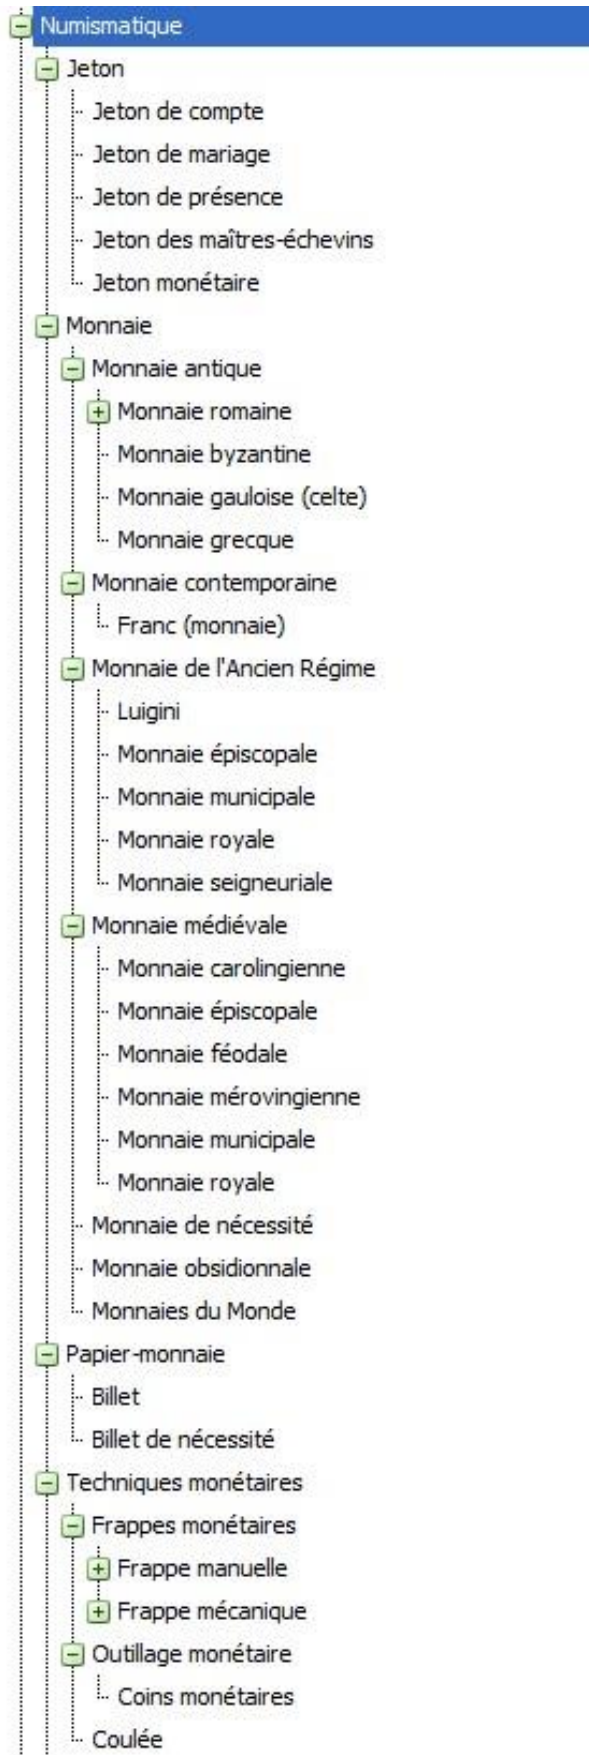 Numismatique
Jeton
Jeton de compte
Jeton de mariage
Jeton de présence
Jeton des maîtres-échevins
Jeton monétaire
Monnaie
Monnaie antique
Monnaie romaine
Monnaie byzantine
Monnaie gauloise (celte)
Monnaie grecque
Monnaie contemporaine
Franc (monnaie)
Monnaie de l'Ancien Régime
Luigini
Monnaie épiscopale
Monnaie municipale
Monnaie royale
Monnaie seigneuriale
Monnaie médiévale
Monnaie carolingienne
Monnaie épiscopale
Monnaie féodale
Monnaie mérovingienne
Monnaie municipale
Monnaie royale
Monnaie de nécessité
Monnaie obsidionnale
Monnaies du Monde
Papier-monnaie
Billet
Billet de nécessité
Techniques monétaires
Frappes monétaires
Frappe manuelle
Frappe mécanique
Outillage monétaire
Coins monétaires
Coulée